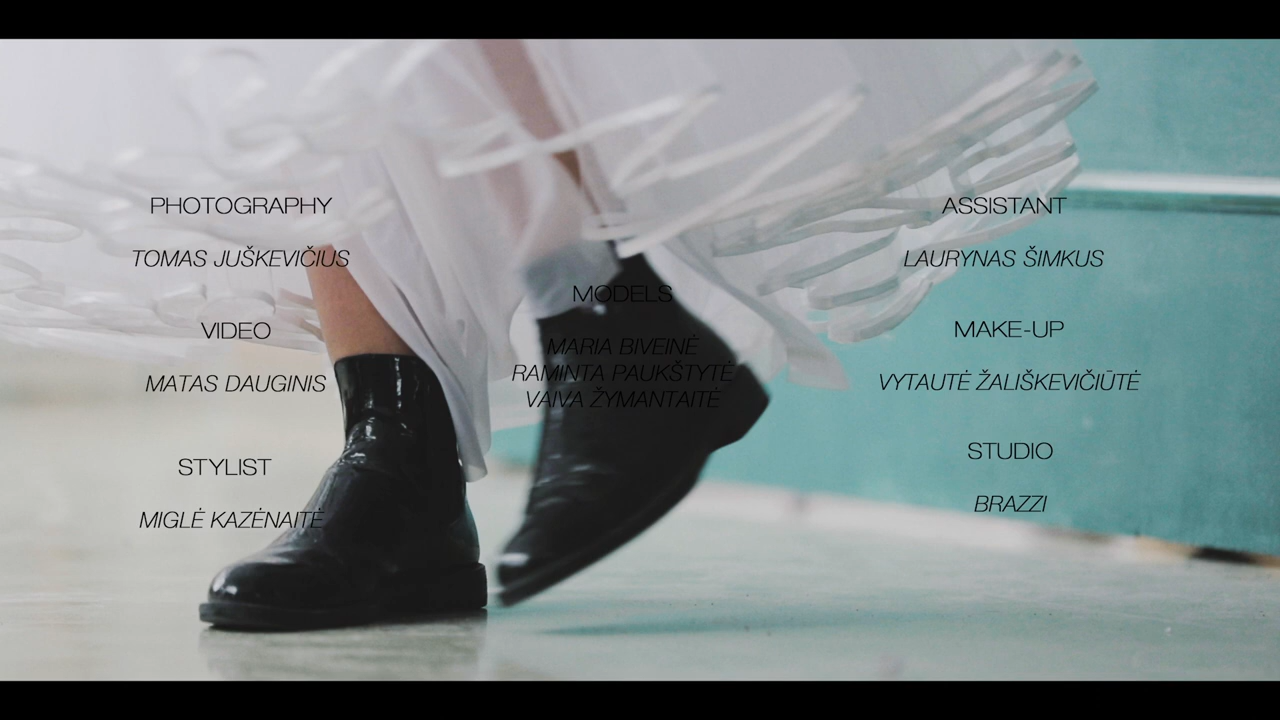 PHOTOGRAPHY
TOMAS JUŠKEVIČIUS
VIDEO
MATAS DAUGINIS
STYLIST
MIGLĖ KAZĖNAITĖ
MODELS
MARIA BIVEINĖ
RAMINTA PAUKŠTYTĖ
VAIVA ŽYMANTAITĖ
ASSISTANT
LAURYNAS ŠIMKUS
MAKE-UP
VYTAUTĖ ŽALIŠKEVIČIŪTĖ
STUDIO
BRAZZI